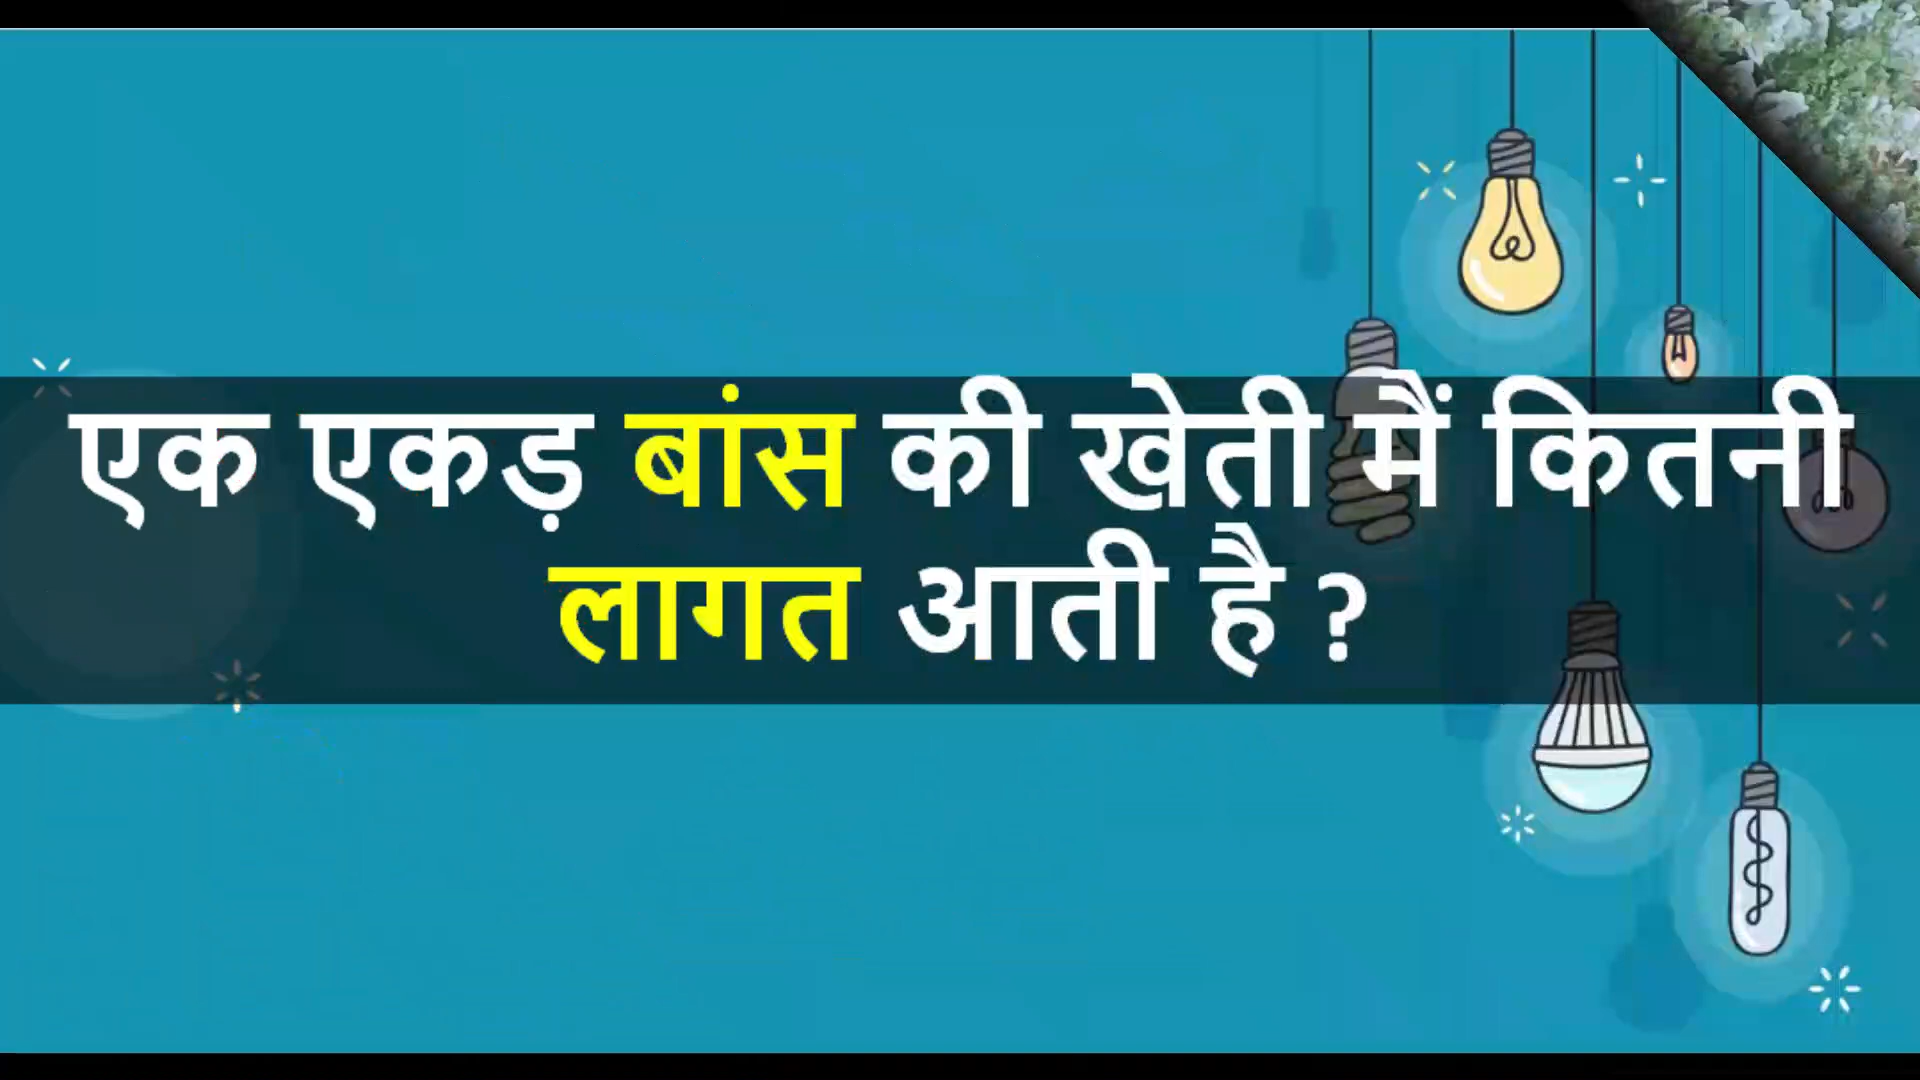 एक एकड़ बांस की खेती मैं कितनी
लागत आती है ?